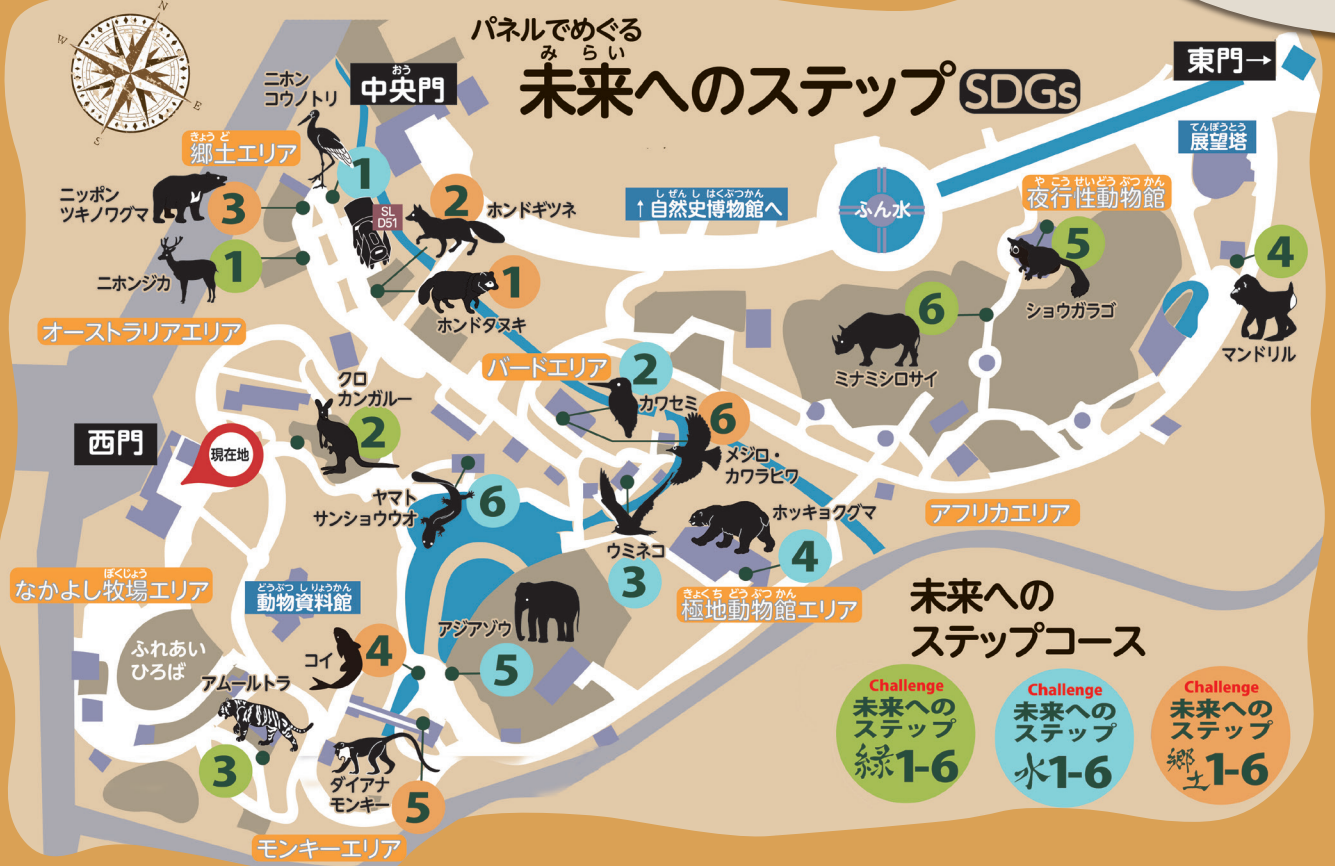 N
W
E
S
パネルでめぐる
みらい
未来へのステップ SDGs
おう
中央門
東門→
ニホン
コウノトリ
1
きょうど
郷土エリア
ニッポン
ツキノワグマ
3
ニホンジカ
1
SL
D51
2
ホンドギツネ
1
ホンドタヌキ
しぜんしはくぶつかん
↑自然史博物館へ
ふん水
てんぼうとう
展望塔
やこうせいどうぶつかん
夜行性動物館
5
ショウガラゴ
4
マンドリル
6
ミナミシロサイ
オーストラリアエリア
クロ
カンガルー
2
バードエリア
2
カワセミ
6
メジロ・
カワラヒワ
西門
現在地
ヤマト
サンショウウオ
6
ウミネコ
3
ホッキョクグマ
4
きょくちどうぶつかん
極地動物館エリア
アフリカエリア
ぼくじょう
なかよし牧場エリア
どうぶつしりょうかん
動物資料館
ふれあい
ひろば
アジアゾウ
5
コイ
4
アムールトラ
3
ダイアナ
モンキー
5
モンキーエリア
未来への
ステップコース
Challenge
未来への
ステップ
緑1-6
Challenge
未来への
ステップ
水1-6
Challenge
未来への
ステップ
郷土1-6